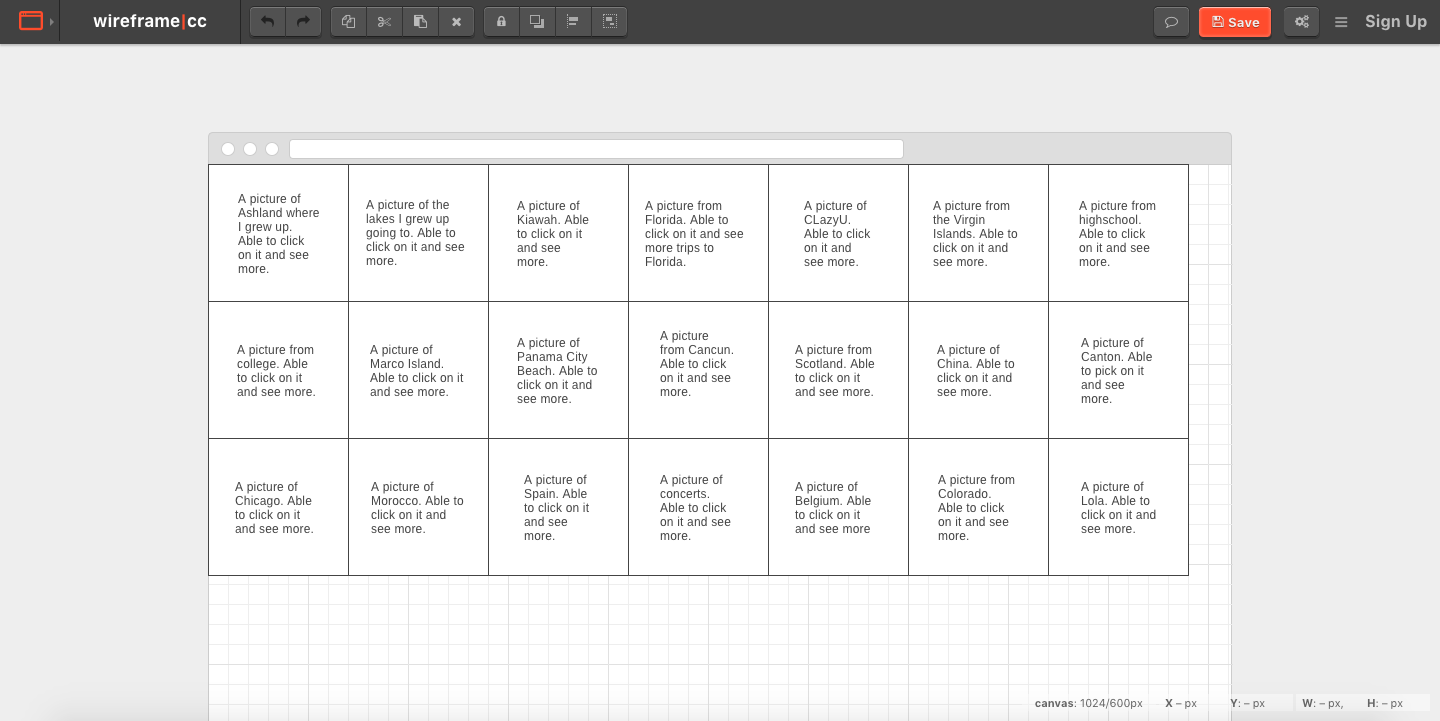 wireframe|cc
Save
Sign Up
A picture of
Ashland where
I grew up.
Able to click
on it and see
more.
A picture of the
lakes I grew up
going to. Able to
click on it and see
more.
A picture of
Kiawah. Able
to click on it
and see
more.
A picture from
Florida. Able to
click on it and see
more trips to
Florida.
A picture of
CLazyU.
Able to click
on it and
see more.
A picture from
the Virgin
Islands. Able to
click on it and
see more.
A picture from
highschool.
Able to click
on it and see
more.
A picture from
college. Able
to click on it
and see more.
A picture of
Marco Island.
Able to click on it
and see more.
A picture of
Panama City
Beach. Able to
click on it and
see more.
A picture
from Cancun.
Able to click
on it and see
more.
A picture from
Scotland. Able
to click on it
and see more.
A picture of
China. Able to
click on it and
see more.
A picture of
Canton. Able
to pick on it
and see
more.
A picture of
Chicago. Able
to click on it
and see more.
A picture of
Morocco. Able to
click on it and
see more.
A picture of
Spain. Able
to click on it
and see
more.
A picture of
concerts.
Able to click
on it and see
more.
A picture of
Belgium. Able
to click on it
and see more
A picture from
Colorado.
Able to click
on it and see
more.
A picture of
Lola. Able to
click on it and
see more.
canvas: 1024/600px X – px Y: – px W: – px, H: – px